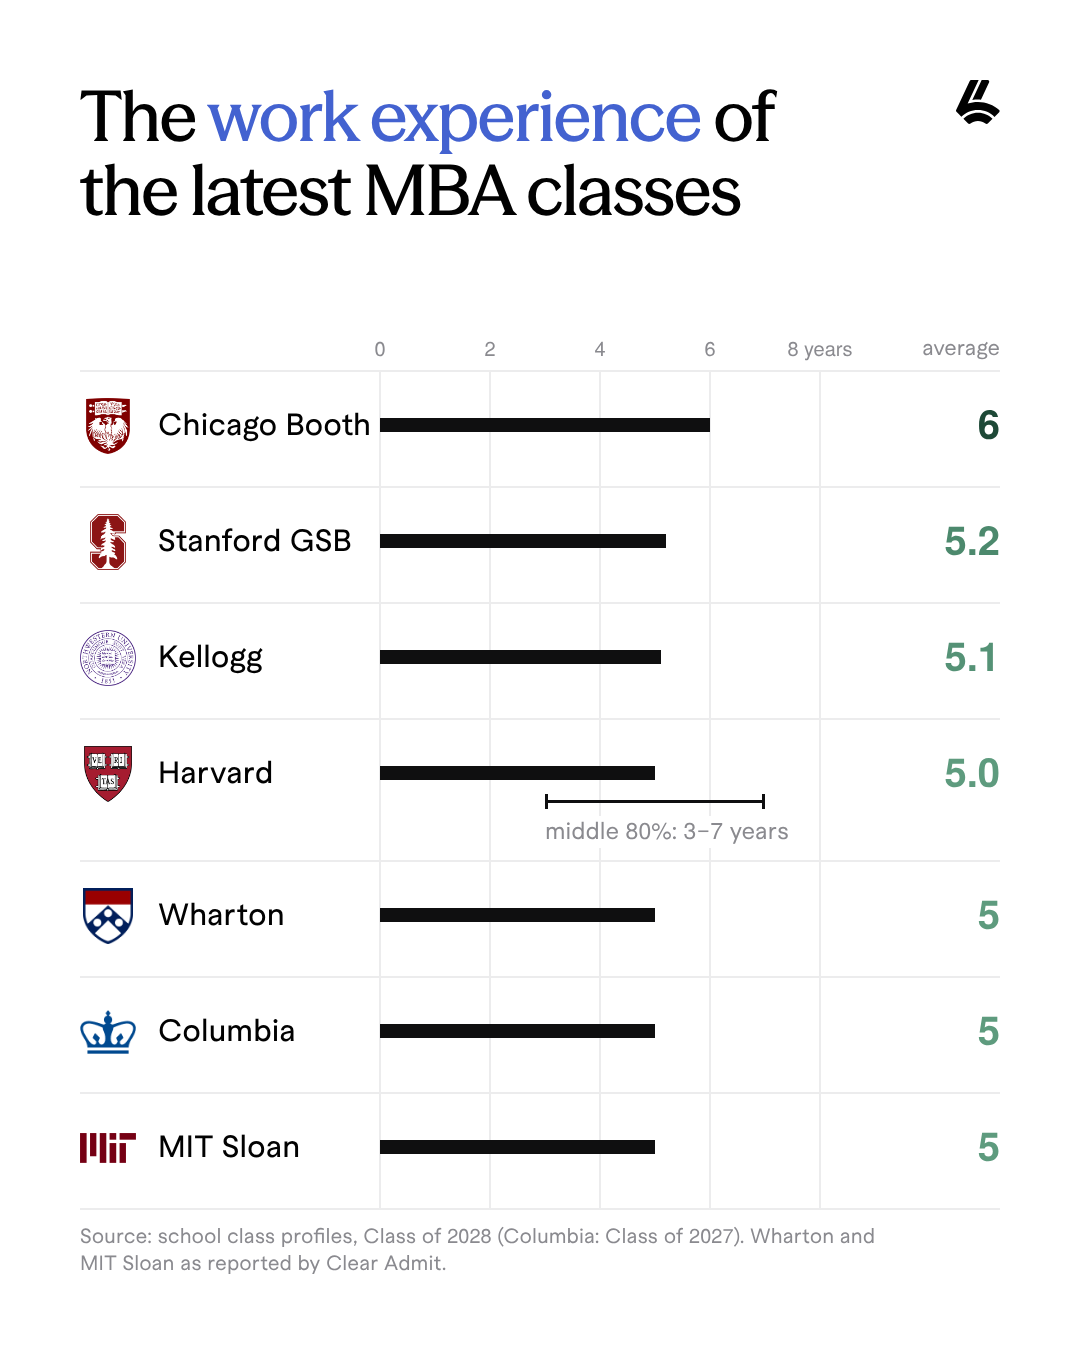 The work experience of
the latest MBA classes
0 2 4 6 8 years average
Chicago Booth 6
Stanford GSB 5.2
Kellogg 5.1
Harvard 5.0
VE RI
TAS
middle 80%: 3–7 years
Wharton 5
Columbia 5
MIT Sloan 5
Source: school class profiles, Class of 2028 (Columbia: Class of 2027). Wharton and
MIT Sloan as reported by Clear Admit.